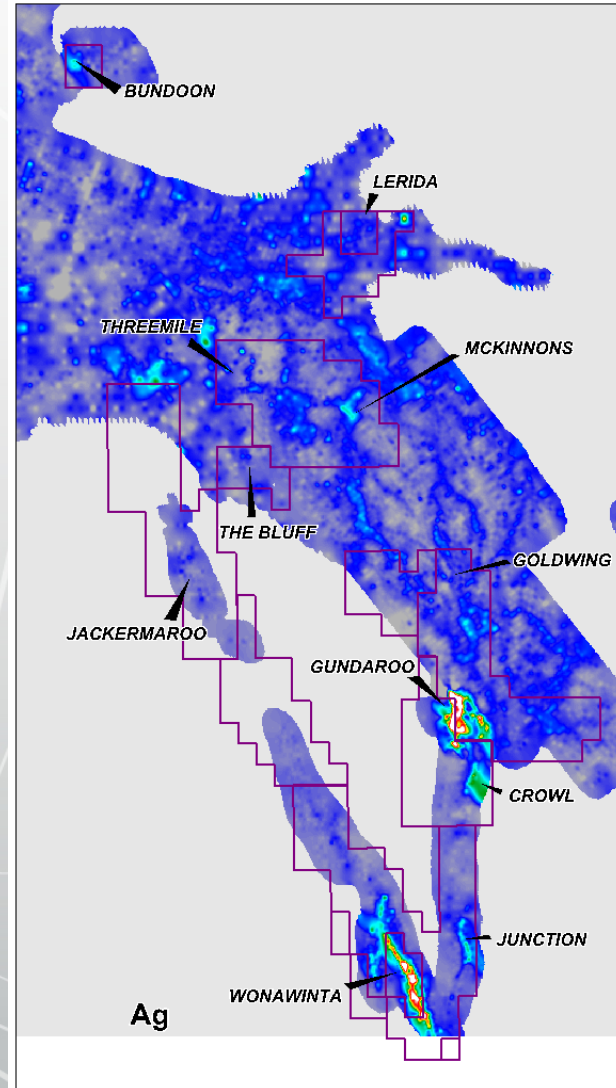 BUNDOON
LERIDA
THREEMILE
MCKINNONS
THE BLUFF
GOLDWING
JACKERMAROO
GUNDAROO
CROWL
JUNCTION
WONAWINTA
Ag